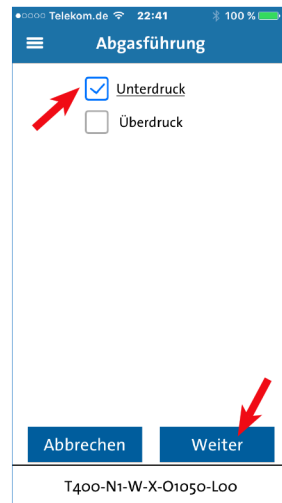 Telekom.de 22:41 100 %
Abgasführung
Unterdruck
Überdruck
Abbrechen Weiter
T400-N1-W-X-O1050-L00